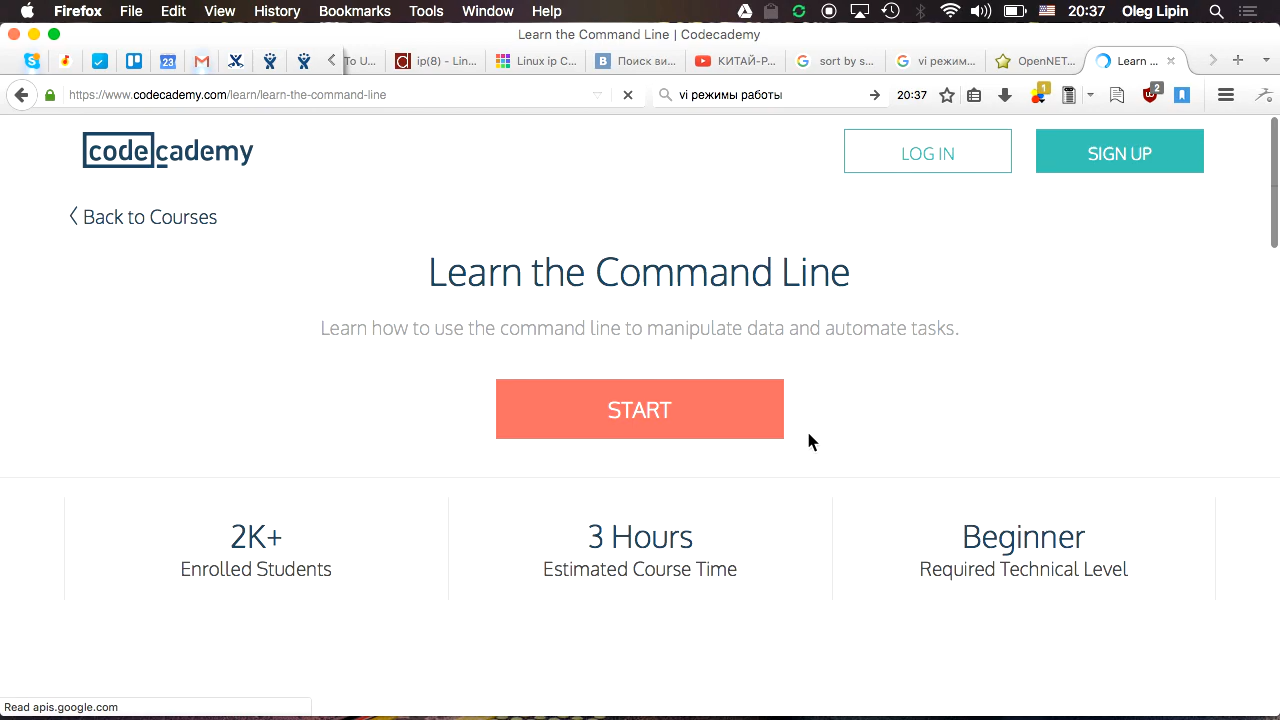 Firefox File Edit View History Bookmarks Tools Window Help 20:37 Oleg Lipin
Learn the Command Line | Codecademy
23 To U... ip(8) - Lin... Linux ip C... Поиск ви... КИТАЙ-Р... sort by s... vi режим... OpenNET... Learn ...
https://www.codecademy.com/learn/learn-the-command-line vi режимы работы 20:37 1 2
codecademy LOG IN SIGN UP
Back to Courses
Learn the Command Line
Learn how to use the command line to manipulate data and automate tasks.
START
2K+ 3 Hours Beginner
Enrolled Students Estimated Course Time Required Technical Level
Read apis.google.com